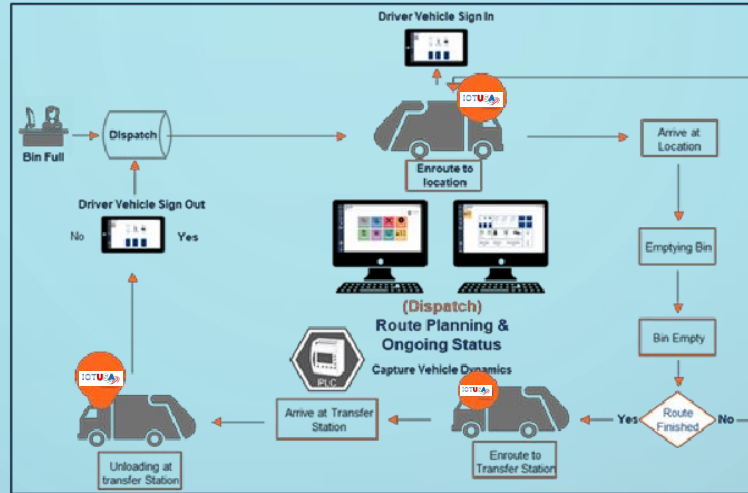 Driver Vehicle Sign In
IOTUSA
Bin Full
Dispatch
Enroute to
location
Arrive at
Location
Driver Vehicle Sign Out
No
Yes
Emptying Bin
(Dispatch)
Route Planning &
Ongoing Status
Bin Empty
PLC
Capture Vehicle Dynamics
IOTUSA
IOTUSA
Arrive at Transfer
Station
Yes
Route
Finished
No
Unloading at
transfer Station
Enroute to
Transfer Station